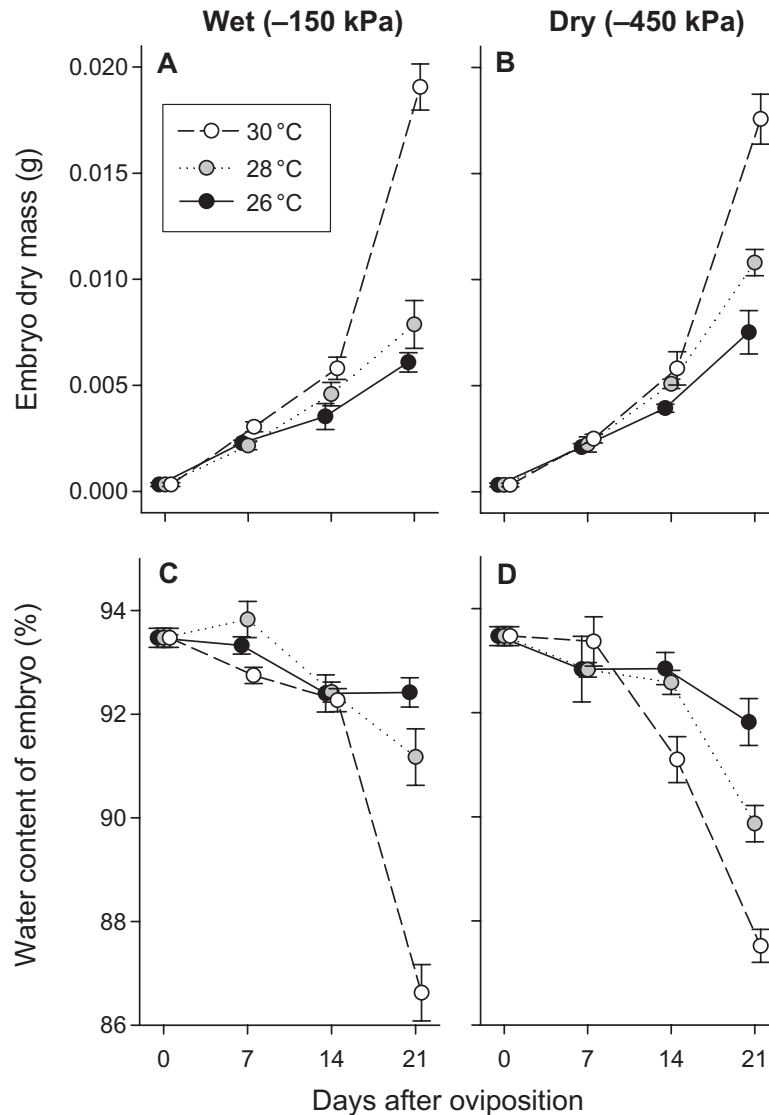 Wet (–150 kPa)
Dry (–450 kPa)
A
B
0.020
0.015
0.010
0.005
0.000
Embryo dry mass (g)
30 °C
28 °C
26 °C
C
D
94
92
90
88
86
Water content of embryo (%)
0 7 14 21
0 7 14 21
Days after oviposition